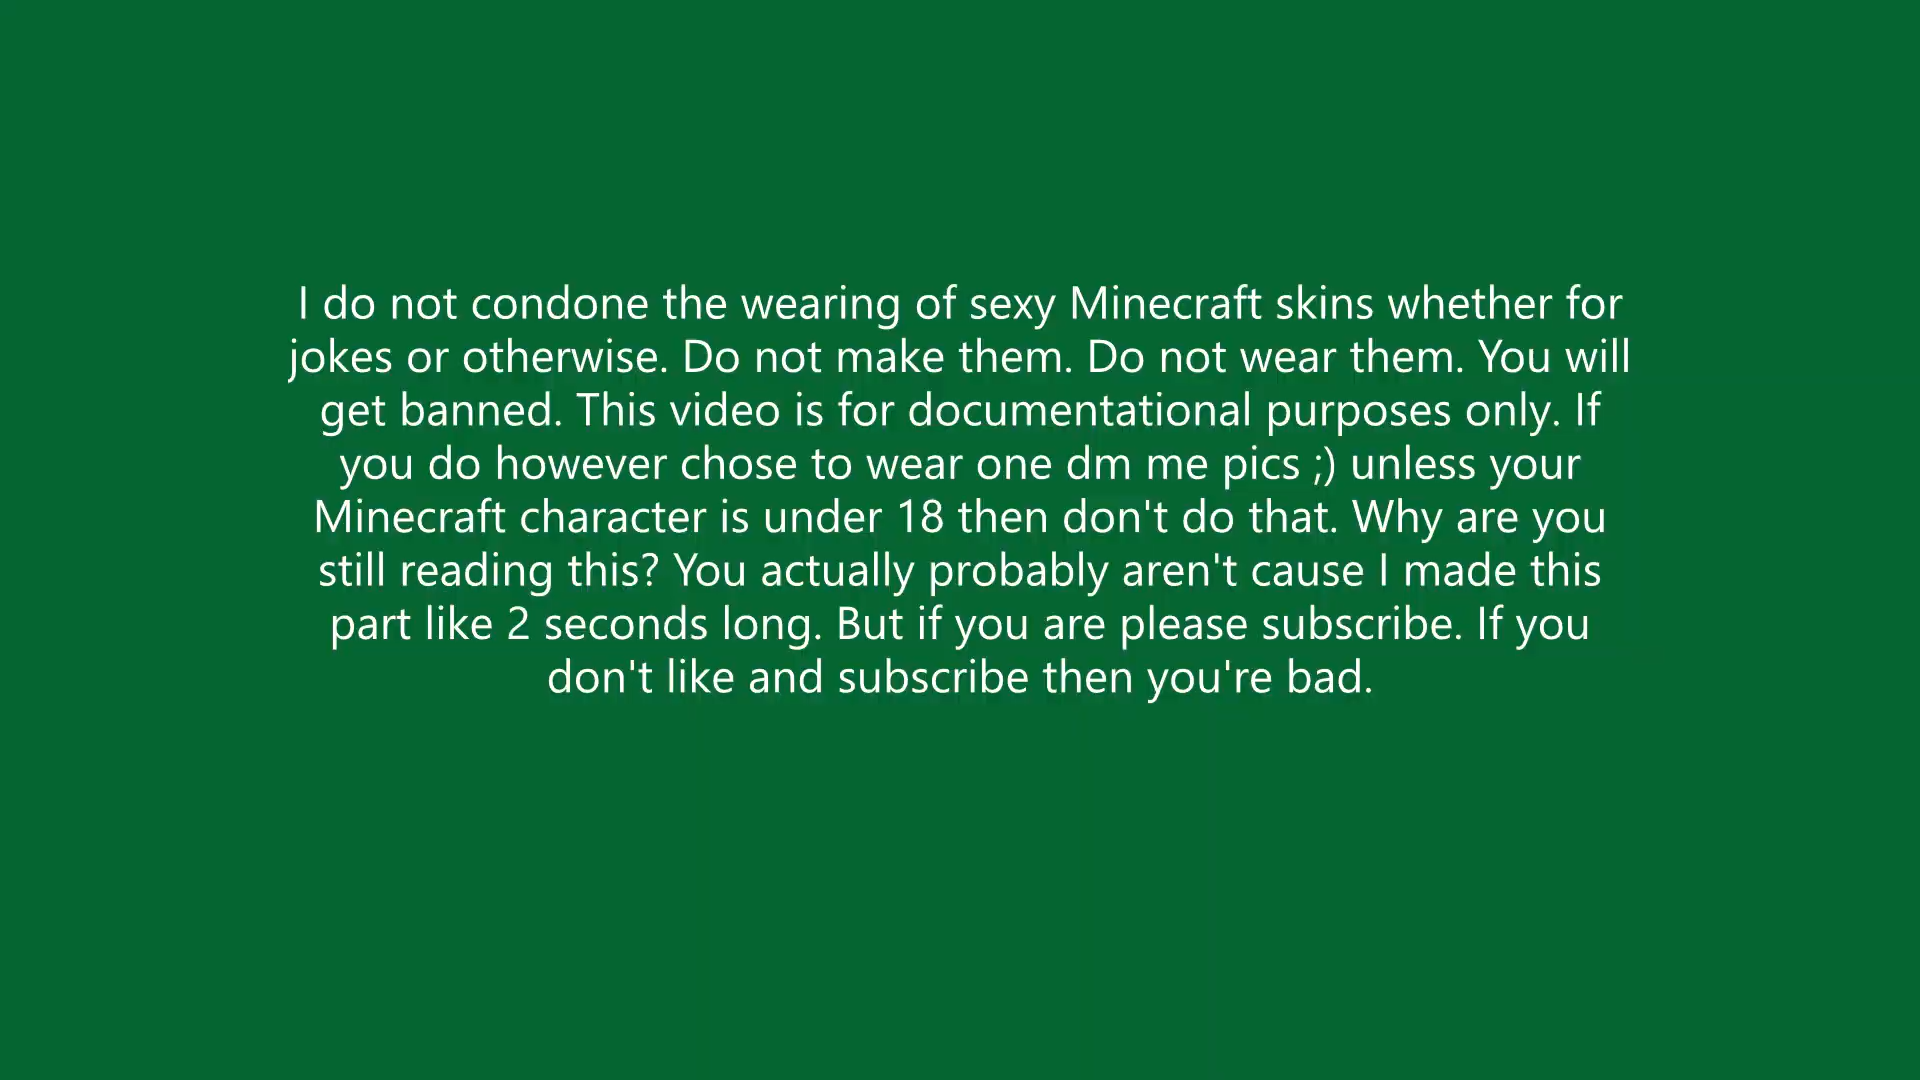 I do not condone the wearing of sexy Minecraft skins whether for
jokes or otherwise. Do not make them. Do not wear them. You will
get banned. This video is for documentational purposes only. If
you do however chose to wear one dm me pics ;) unless your
Minecraft character is under 18 then don't do that. Why are you
still reading this? You actually probably aren't cause I made this
part like 2 seconds long. But if you are please subscribe. If you
don't like and subscribe then you're bad.